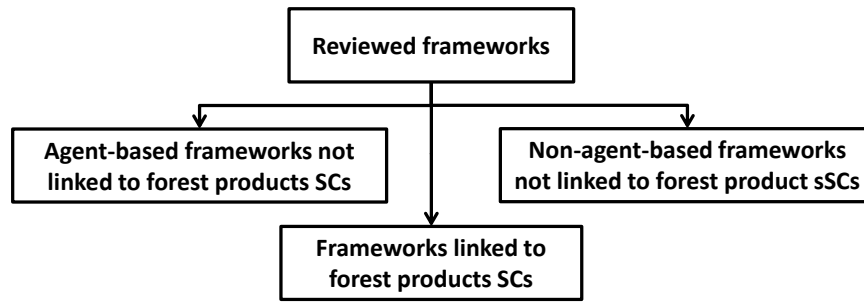 Reviewed frameworks
Agent-based frameworks not
linked to forest products SCs
Non-agent-based frameworks
not linked to forest product sSCs
Frameworks linked to
forest products SCs